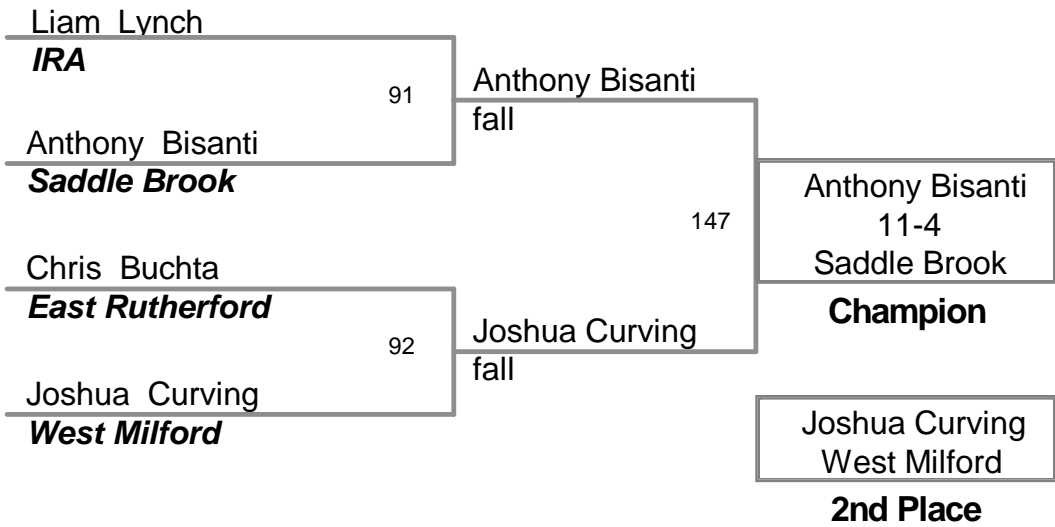 Liam Lynch
IRA
91
Anthony Bisanti
fall
Anthony Bisanti
Saddle Brook
147
Anthony Bisanti
11-4
Saddle Brook
Champion
Chris Buchta
East Rutherford
92
Joshua Curving
fall
Joshua Curving
West Milford
Joshua Curving
West Milford
2nd Place